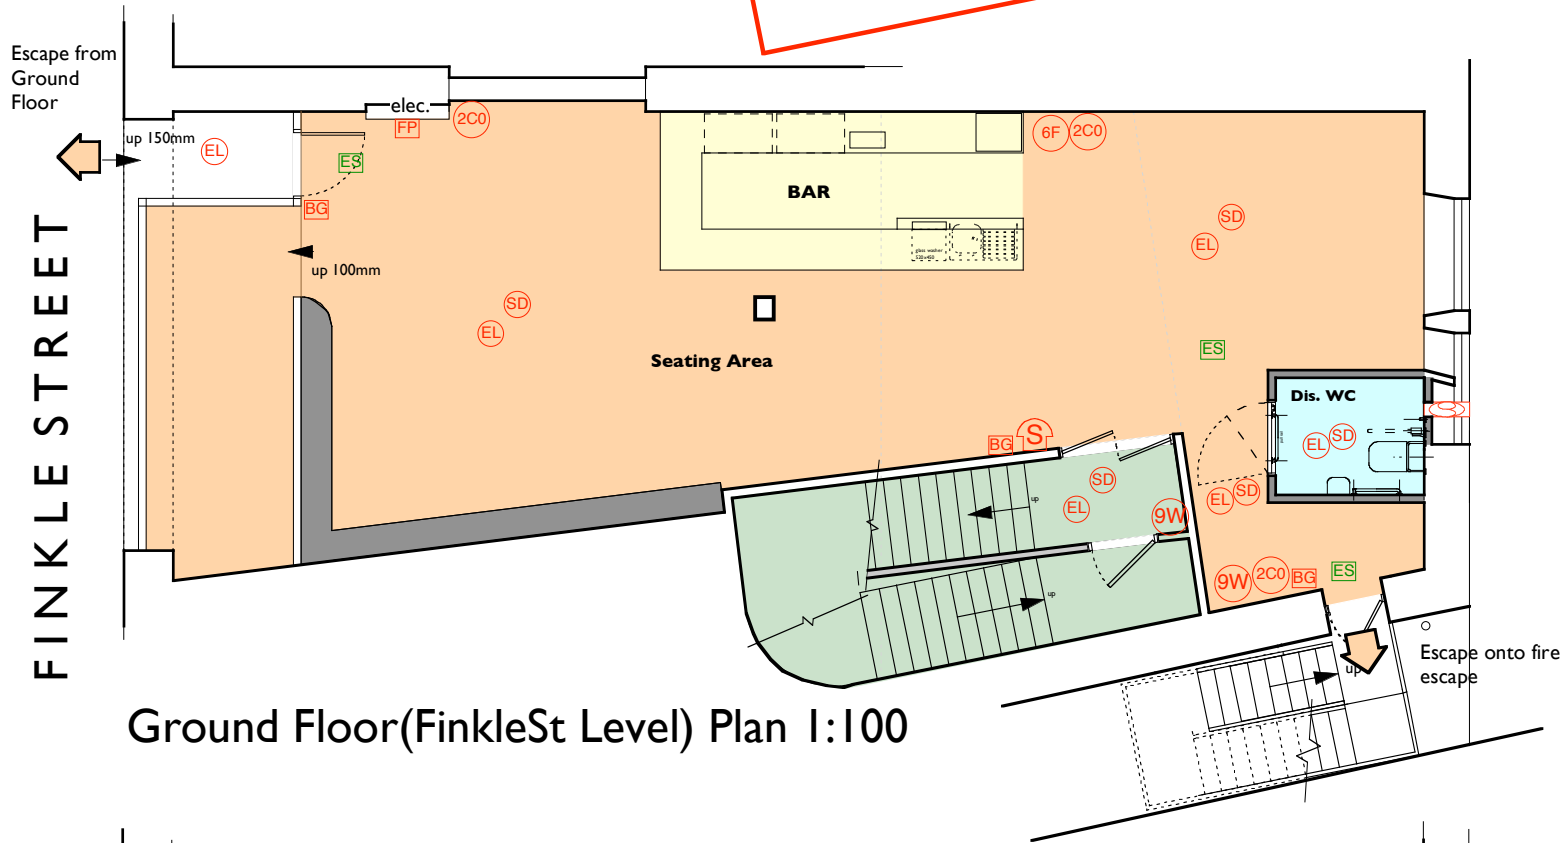 Escape from
Ground
Floor
elec.
FP
2C0
up 150mm
EL
ES
BG
6F
2C0
BAR
SD
EL
glass washer
up 100mm
SD
EL
Seating Area
ES
FINKLE STREET
Dis. WC
EL
SD
BG
S
SD
EL
up
9W
EL
SD
9W
2C0
BG
ES
up
Escape onto fire
escape
up
Ground Floor(FinkleSt Level) Plan 1:100